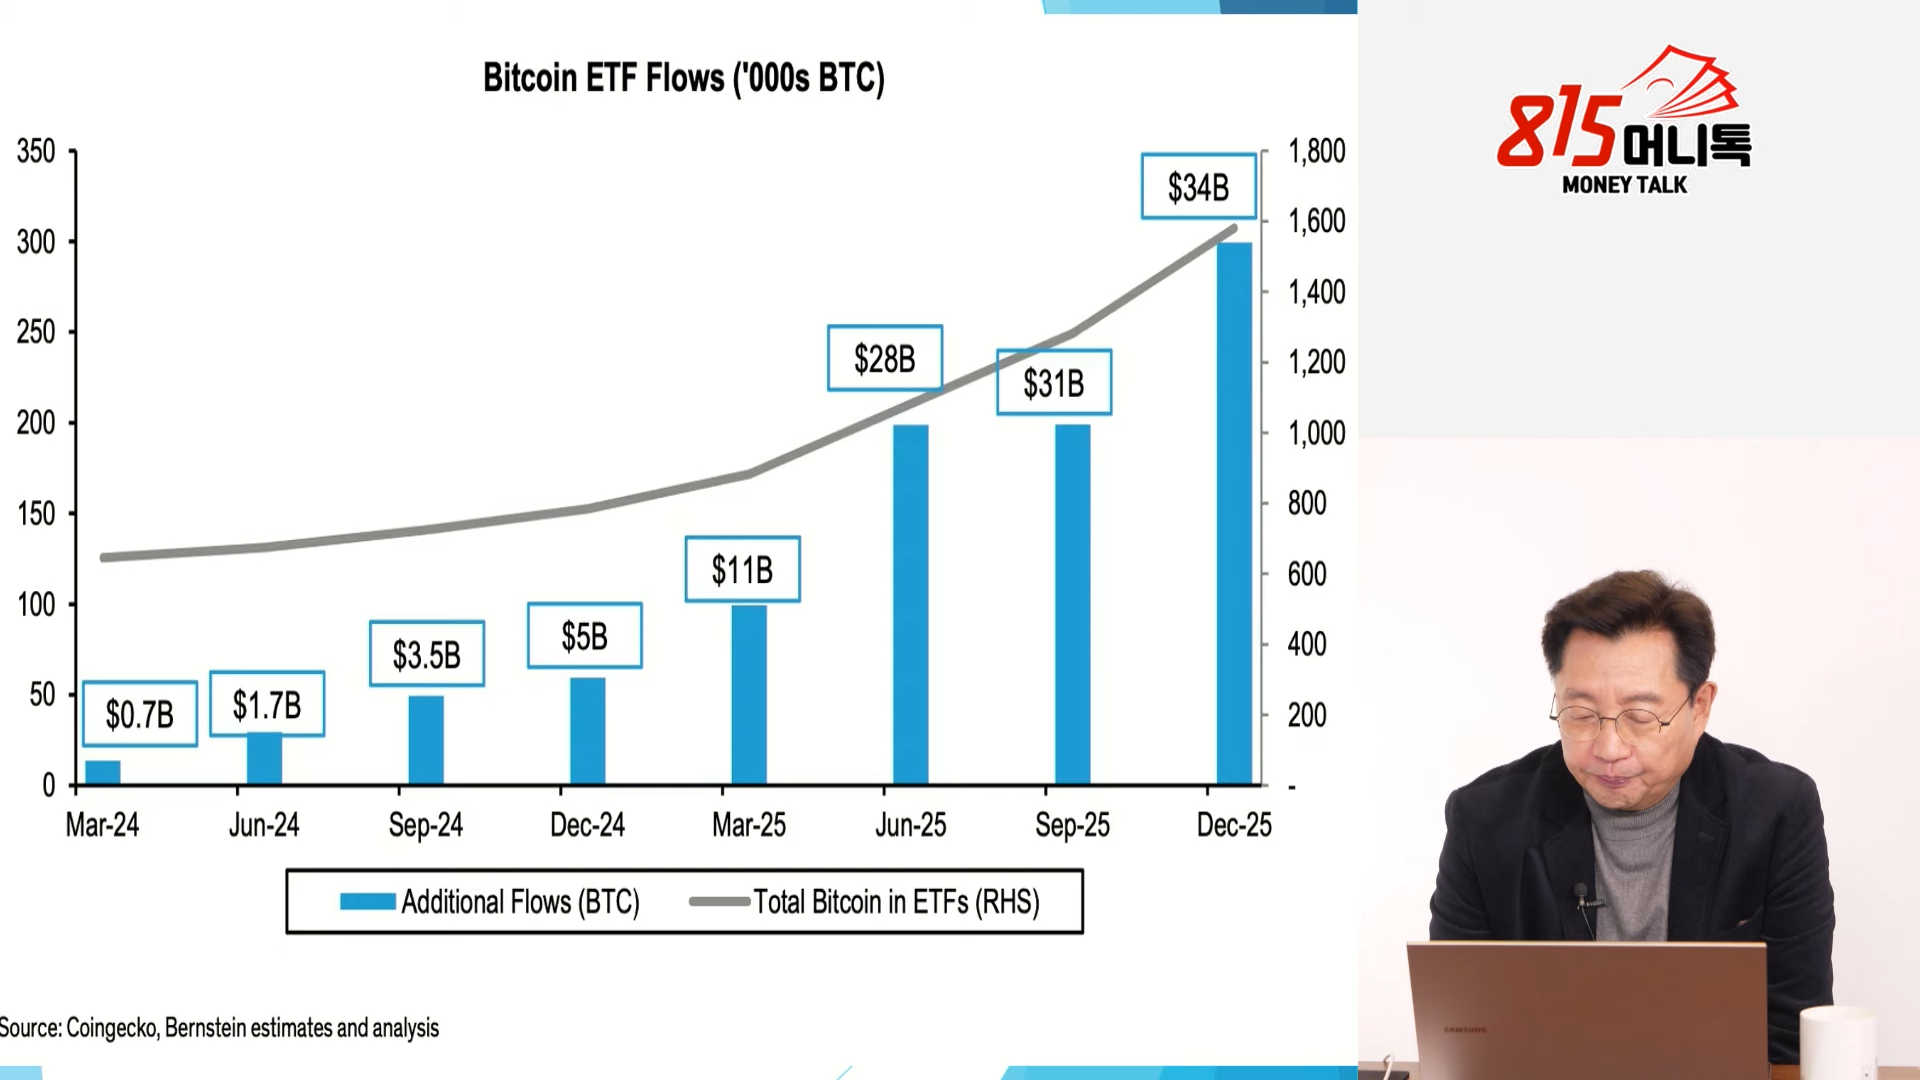 Bitcoin ETF Flows ('000s BTC)
350
300
250
200
150
100
50
0
1,800
1,600
1,400
1,200
1,000
800
600
400
200
-
$0.7B
$1.7B
$3.5B
$5B
$11B
$28B
$31B
$34B
Mar-24 Jun-24 Sep-24 Dec-24 Mar-25 Jun-25 Sep-25 Dec-25
Additional Flows (BTC) Total Bitcoin in ETFs (RHS)
Source: Coingecko, Bernstein estimates and analysis
815머니톡
MONEY TALK
SAMSUNG